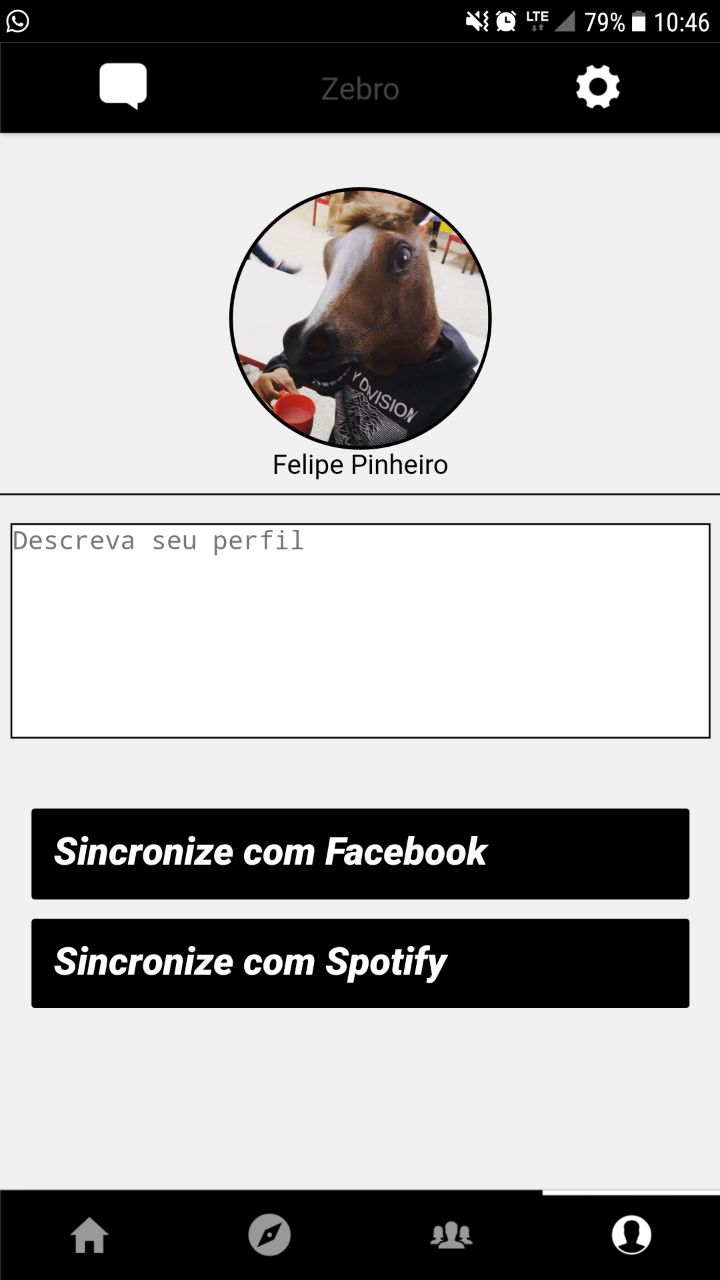 LTE 79% 10:46
Zebro
Y DIVISION
Felipe Pinheiro
Descreva seu perfil
Sincronize com Facebook
Sincronize com Spotify